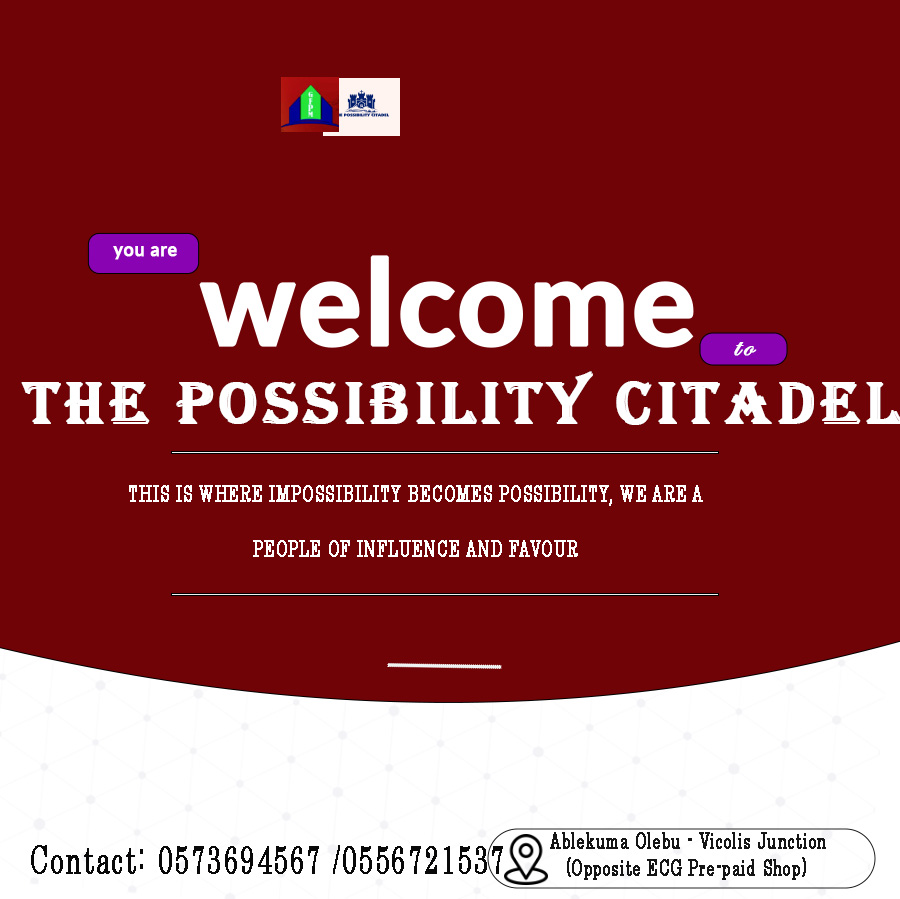 POSSIBILITY CITADEL
you are
welcome
to
THE POSSIBILITY CITADEL
THIS IS WHERE IMPOSSIBILITY BECOMES POSSIBILITY, WE ARE A
PEOPLE OF INFLUENCE AND FAVOUR
Contact: 0573694567 /0556721537
Ablekuma Olebu - Vicolis Junction
(Opposite ECG Pre-paid Shop)